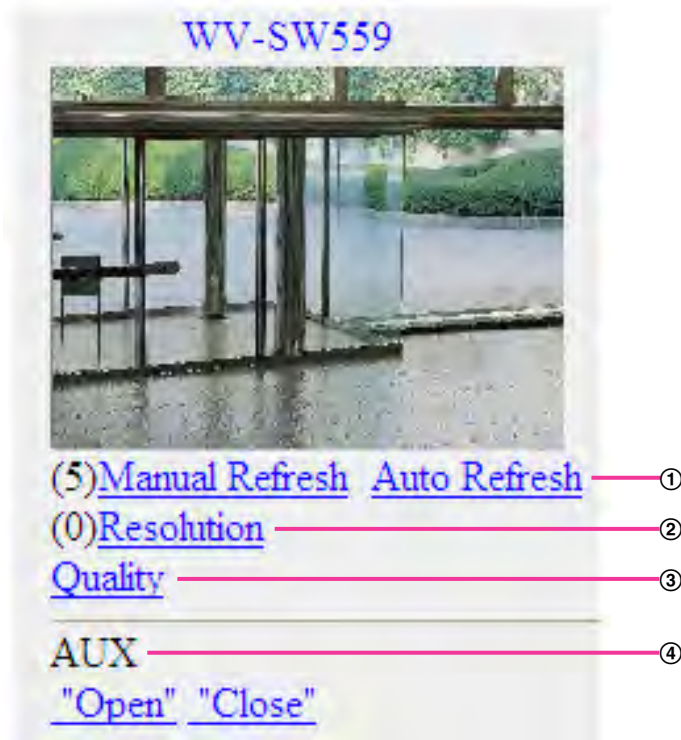 WV-SW559
(5)Manual Refresh Auto Refresh ①
(0)Resolution ②
Quality ③
AUX ④
"Open" "Close"